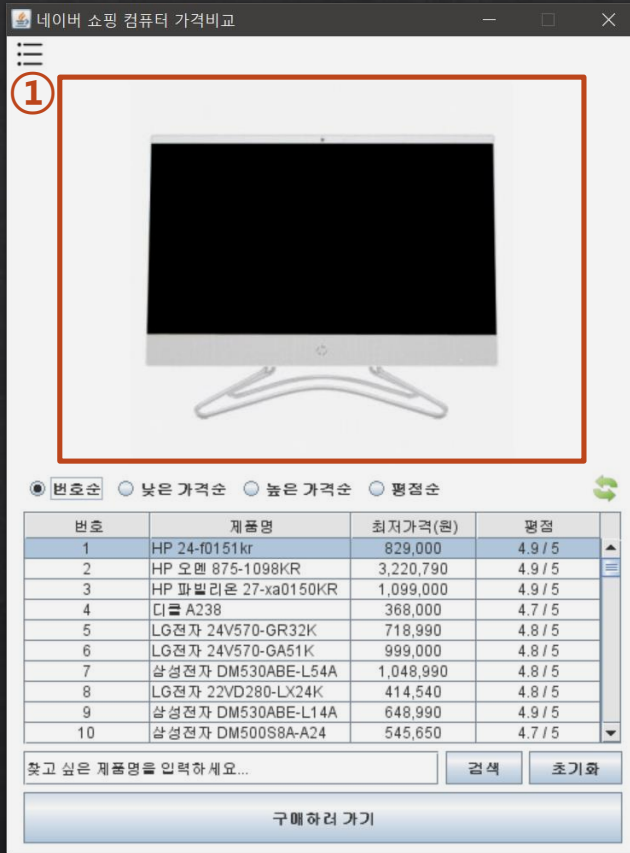 네이버 쇼핑 컴퓨터 가격비교
①
번호순 낮은 가격순 높은 가격순 평점순
번호 제품명 최저가격(원) 평점
1 HP 24-f0151kr 829,000 4.9 / 5
2 HP 오멘 875-1098KR 3,220,790 4.9 / 5
3 HP 파빌리온 27-xa0150KR 1,099,000 4.9 / 5
4 디클 A238 368,000 4.7 / 5
5 LG전자 24V570-GR32K 718,990 4.8 / 5
6 LG전자 24V570-GA51K 999,000 4.8 / 5
7 삼성전자 DM530ABE-L54A 1,048,990 4.8 / 5
8 LG전자 22VD280-LX24K 414,540 4.8 / 5
9 삼성전자 DM530ABE-L14A 648,990 4.9 / 5
10 삼성전자 DM500S8A-A24 545,650 4.7 / 5
찾고 싶은 제품명을 입력하세요... 검색 초기화
구매하러 가기